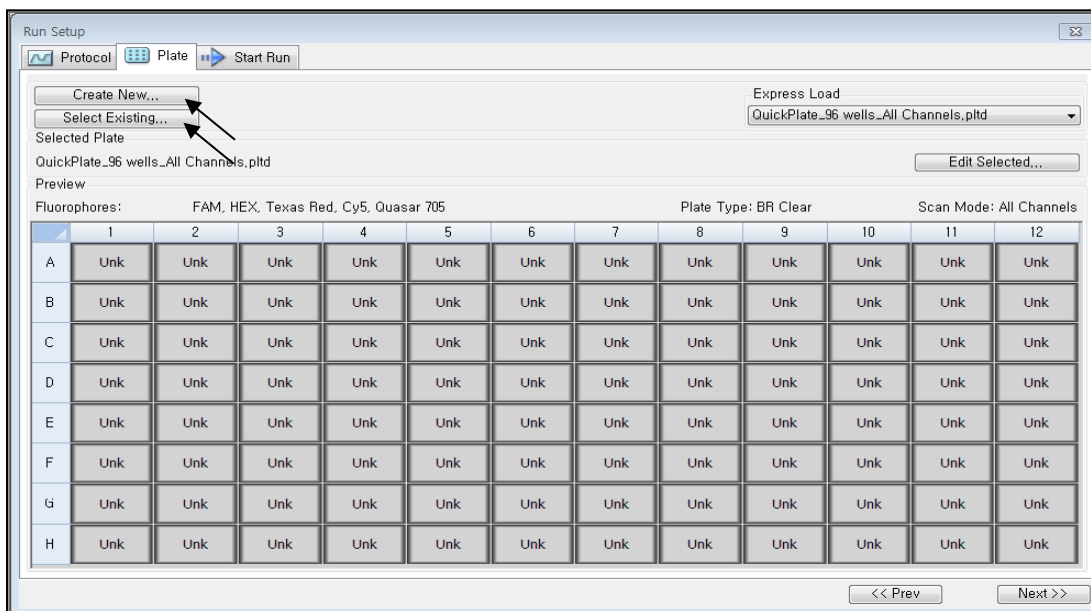 Run Setup
Protocol Plate Start Run
Create New...
Select Existing...
Express Load
QuickPlate_96 wells_All Channels.pltd
Selected Plate
QuickPlate_96 wells_All Channels.pltd
Edit Selected...
Preview
Fluorophores: FAM, HEX, Texas Red, Cy5, Quasar 705 Plate Type: BR Clear Scan Mode: All Channels
1 2 3 4 5 6 7 8 9 10 11 12
A Unk Unk Unk Unk Unk Unk Unk Unk Unk Unk Unk Unk
B Unk Unk Unk Unk Unk Unk Unk Unk Unk Unk Unk Unk
C Unk Unk Unk Unk Unk Unk Unk Unk Unk Unk Unk Unk
D Unk Unk Unk Unk Unk Unk Unk Unk Unk Unk Unk Unk
E Unk Unk Unk Unk Unk Unk Unk Unk Unk Unk Unk Unk
F Unk Unk Unk Unk Unk Unk Unk Unk Unk Unk Unk Unk
G Unk Unk Unk Unk Unk Unk Unk Unk Unk Unk Unk Unk
H Unk Unk Unk Unk Unk Unk Unk Unk Unk Unk Unk Unk
<< Prev Next >>